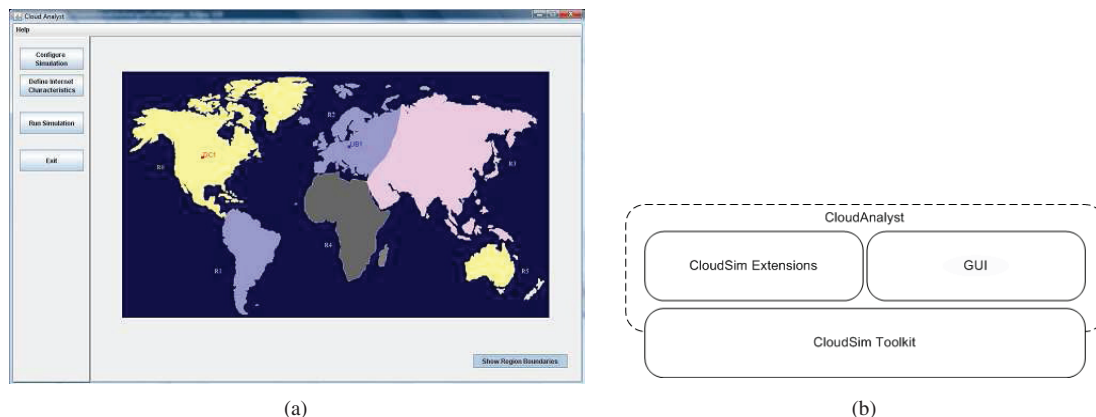 Cloud Analyst
Help
Configure
Simulation
Define Internet
Characteristics
Run Simulation
Exit
R0
DC1
R1
R2
UB1
R3
R4
R5
Show Region Boundaries
(a)
CloudAnalyst
CloudSim Extensions
GUI
CloudSim Toolkit
(b)